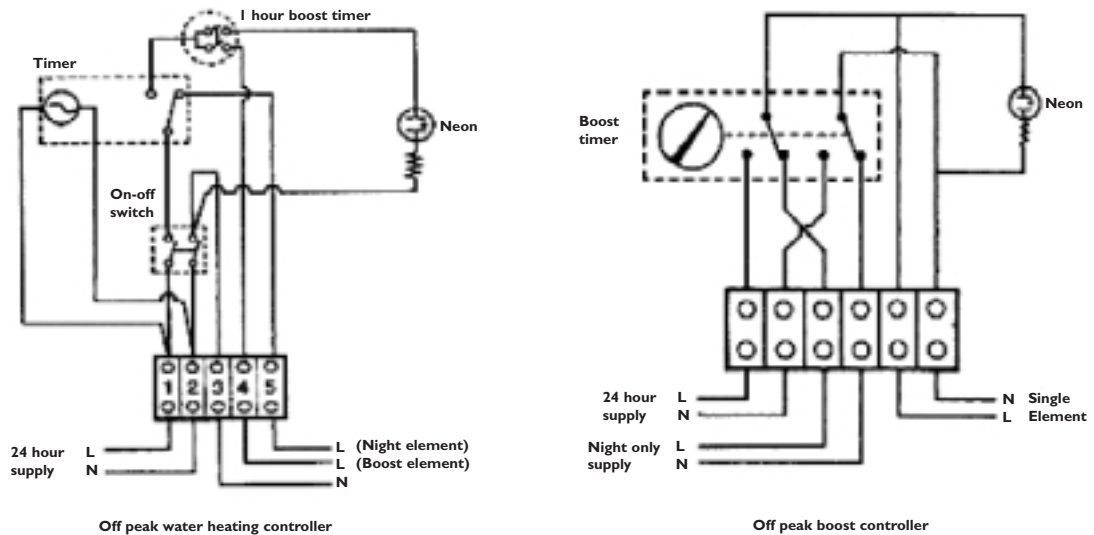 1 hour boost timer
Timer
Neon
On-off
switch
1 2 3 4 5
24 hour
supply
L
N
L (Night element)
L (Boost element)
N
Off peak water heating controller
Boost
timer
Neon
24 hour
supply
L
N
Night only
supply
L
N
N Single
L Element
Off peak boost controller